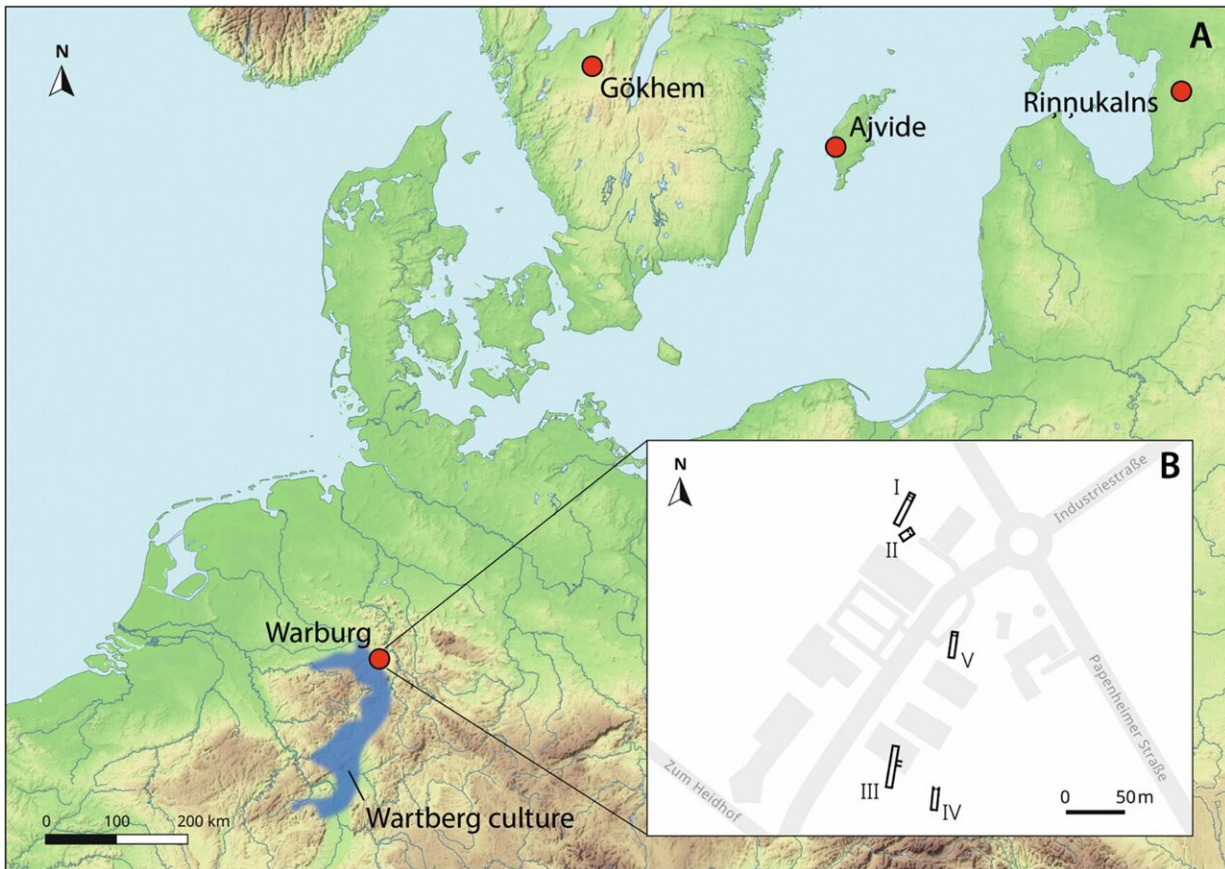 A
N
Gökhem
Riņņukalns
Ajvide
Warburg
Wartberg culture
0 100 200 km
B
N
Industriestraße
I
II
V
Papenheimer Straße
III
IV
Zum Heidhof
0 50 m